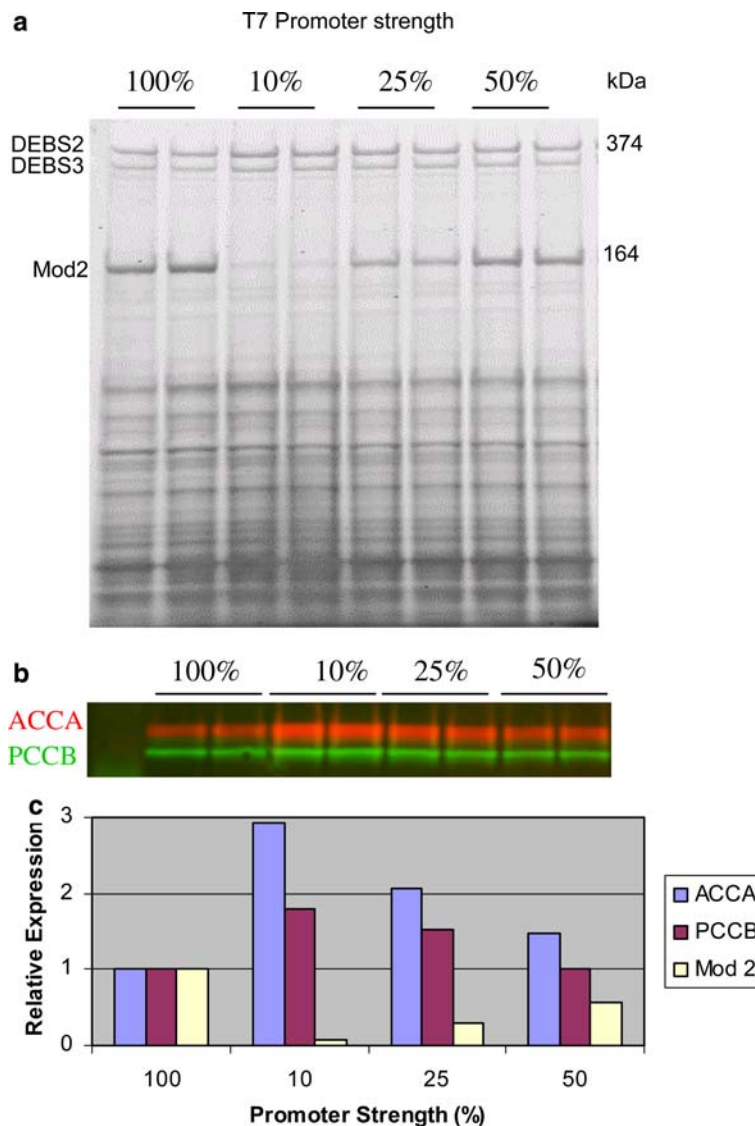 a
T7 Promoter strength
100% 10% 25% 50% kDa
DEBS2 374
DEBS3
Mod2 164
b
100% 10% 25% 50%
ACCA
PCCB
c
Relative Expression
3
2
1
0
100 10 25 50
Promoter Strength (%)
ACCA
PCCB
Mod 2